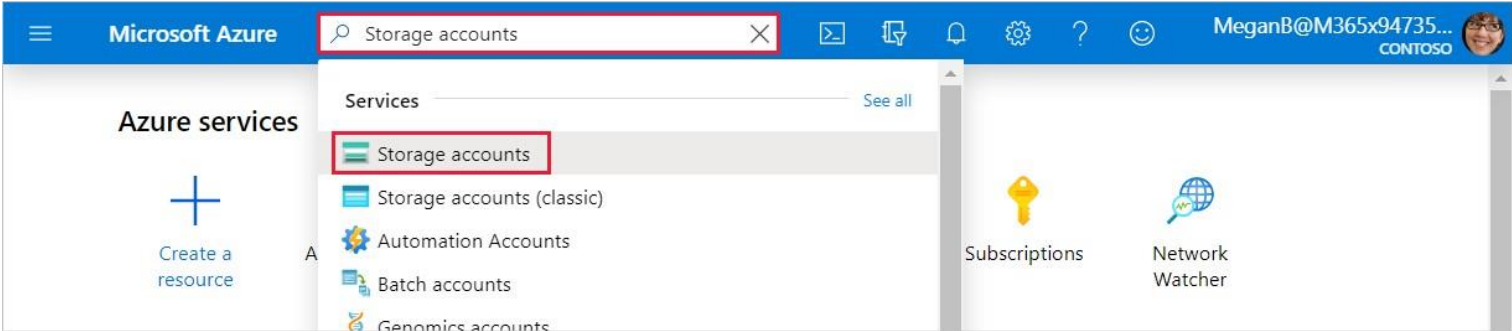 Microsoft Azure
Storage accounts
MeganB@M365x94735...
CONTOSO
Services
See all
Azure services
Storage accounts
Storage accounts (classic)
Automation Accounts
Batch accounts
Genomics accounts
Create a
resource
A
Subscriptions
Network
Watcher